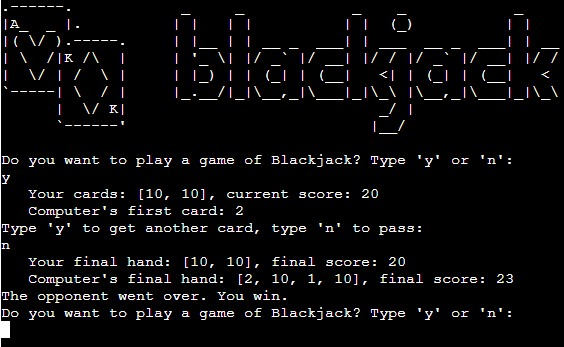 A
K
K
blackjack
Do you want to play a game of Blackjack? Type 'y' or 'n':
y
Your cards: [10, 10], current score: 20
Computer's first card: 2
Type 'y' to get another card, type 'n' to pass:
n
Your final hand: [10, 10], final score: 20
Computer's final hand: [2, 10, 1, 10], final score: 23
The opponent went over. You win.
Do you want to play a game of Blackjack? Type 'y' or 'n':